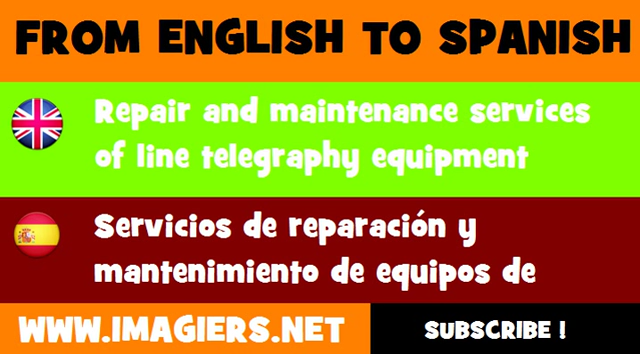 FROM ENGLISH TO SPANISH
Repair and maintenance services
of line telegraphy equipment
Servicios de reparación y
mantenimiento de equipos de
WWW.IMAGIERS.NET
SUBSCRIBE !